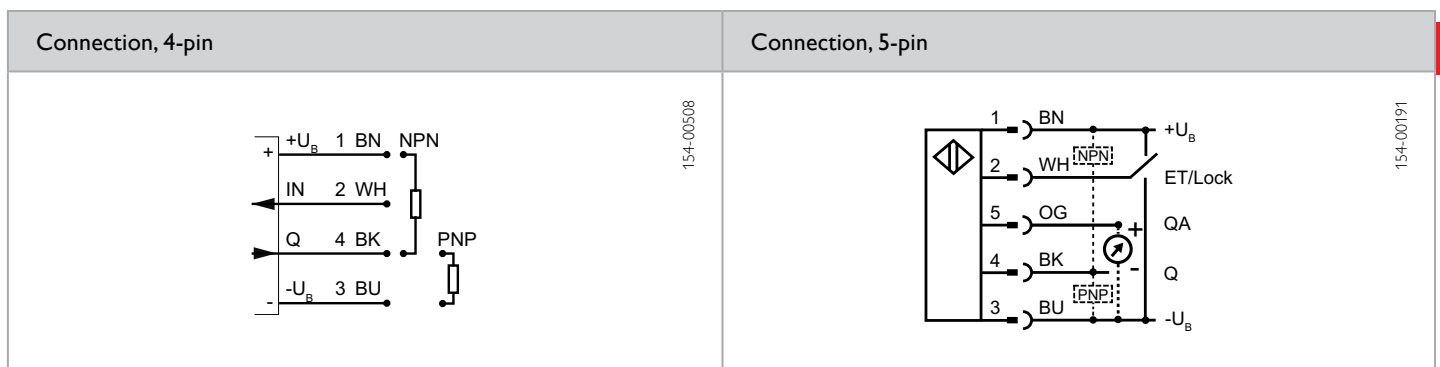 Connection, 4-pin
Connection, 5-pin
+U_B 1 BN NPN
+
IN 2 WH
Q 4 BK PNP
-U_B 3 BU
-
154-00508
1 BN +U_B
NPN
2 WH ET/Lock
5 OG QA
+
4 BK Q
-
PNP
3 BU -U_B
154-00191